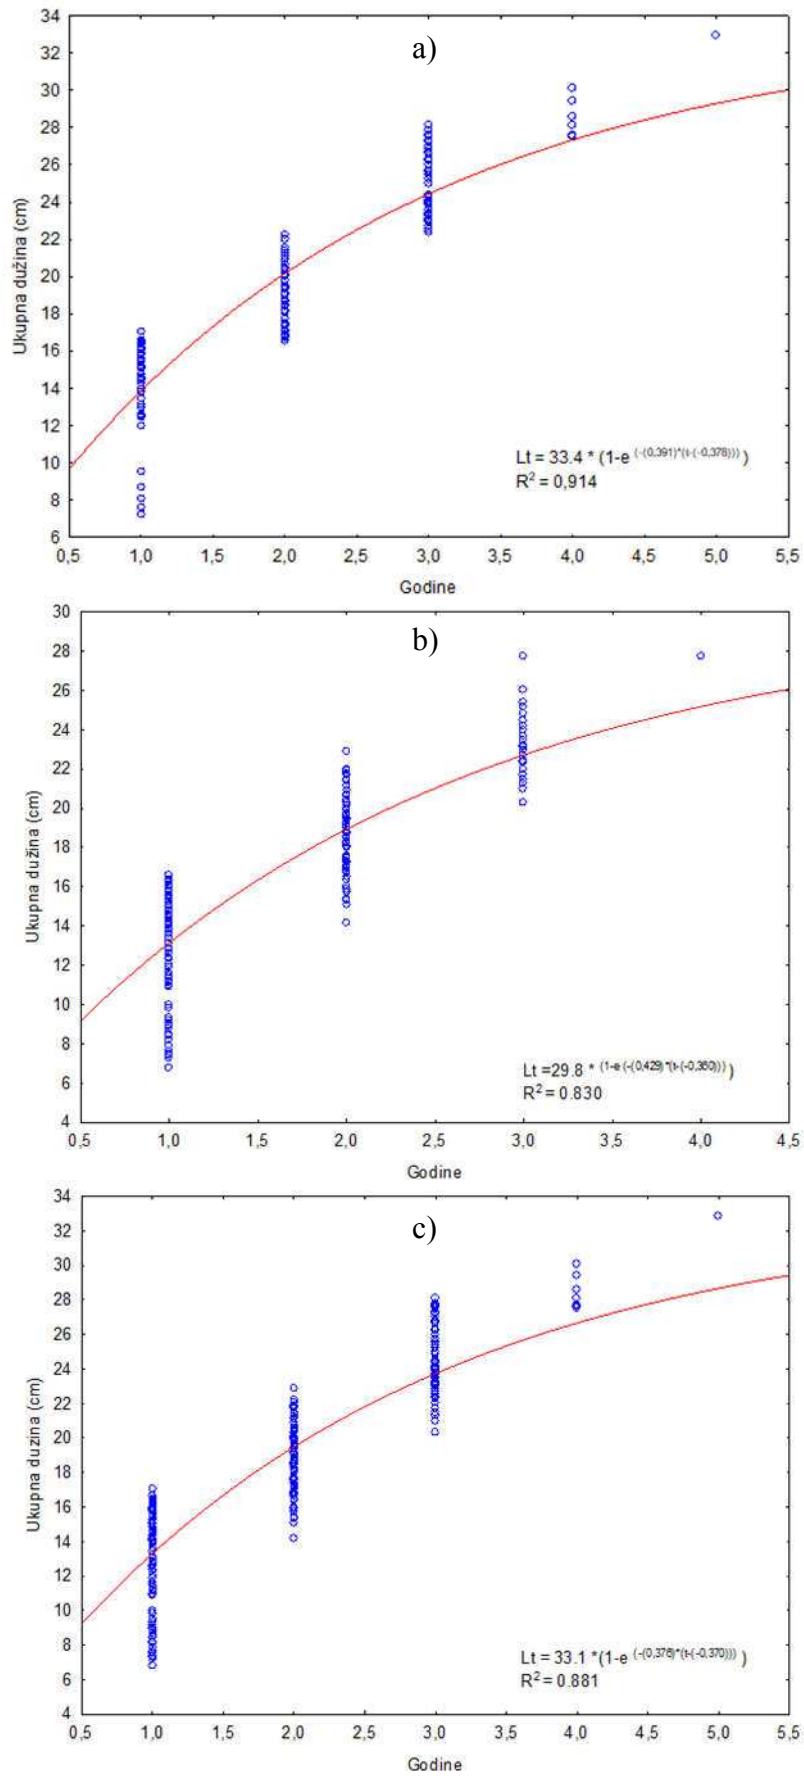 a)
34
32
30
28
26
24
22
20
18
16
14
12
10
8
6
Ukupna dužina (cm)
Lt = 33.4 * (1-e (-(0,391)*(t-(-0,378))) )
R2 = 0,914
0,5 1,0 1,5 2,0 2,5 3,0 3,5 4,0 4,5 5,0 5,5
Godine
b)
30
28
26
24
22
20
18
16
14
12
10
8
6
4
Ukupna dužina (cm)
Lt =29.8 * (1-e (-(0,429)*(t-(-0,360))) )
R2 = 0.830
0,5 1,0 1,5 2,0 2,5 3,0 3,5 4,0 4,5
Godine
c)
34
32
30
28
26
24
22
20
18
16
14
12
10
8
6
4
Ukupna duzina (cm)
Lt = 33.1 *(1-e (-(0,376)*(t-(-0,370))) )
R2 = 0.881
0,5 1,0 1,5 2,0 2,5 3,0 3,5 4,0 4,5 5,0 5,5
Godine